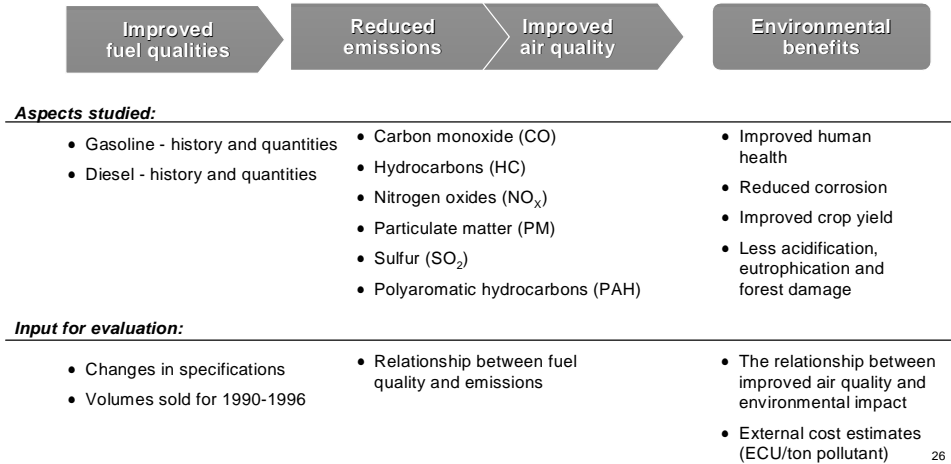 Improved
fuel qualities
Reduced
emissions
Improved
air quality
Environmental
benefits
Aspects studied:
• Gasoline - history and quantities
• Diesel - history and quantities
• Carbon monoxide (CO)
• Hydrocarbons (HC)
• Nitrogen oxides (NOX)
• Particulate matter (PM)
• Sulfur (SO2)
• Polyaromatic hydrocarbons (PAH)
• Improved human
health
• Reduced corrosion
• Improved crop yield
• Less acidification,
eutrophication and
forest damage
Input for evaluation:
• Changes in specifications
• Volumes sold for 1990-1996
• Relationship between fuel
quality and emissions
• The relationship between
improved air quality and
environmental impact
• External cost estimates
(ECU/ton pollutant)
26